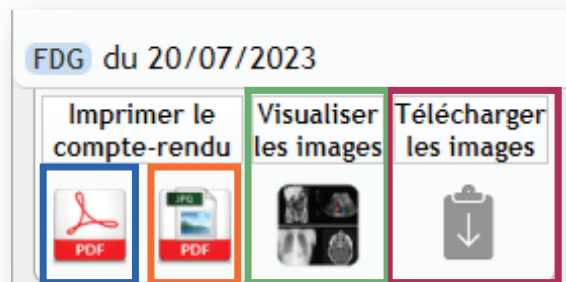 FDG du 20/07/2023
Imprimer le
compte-rendu
Visualiser
les images
Télécharger
les images
PDF
JPG
PDF